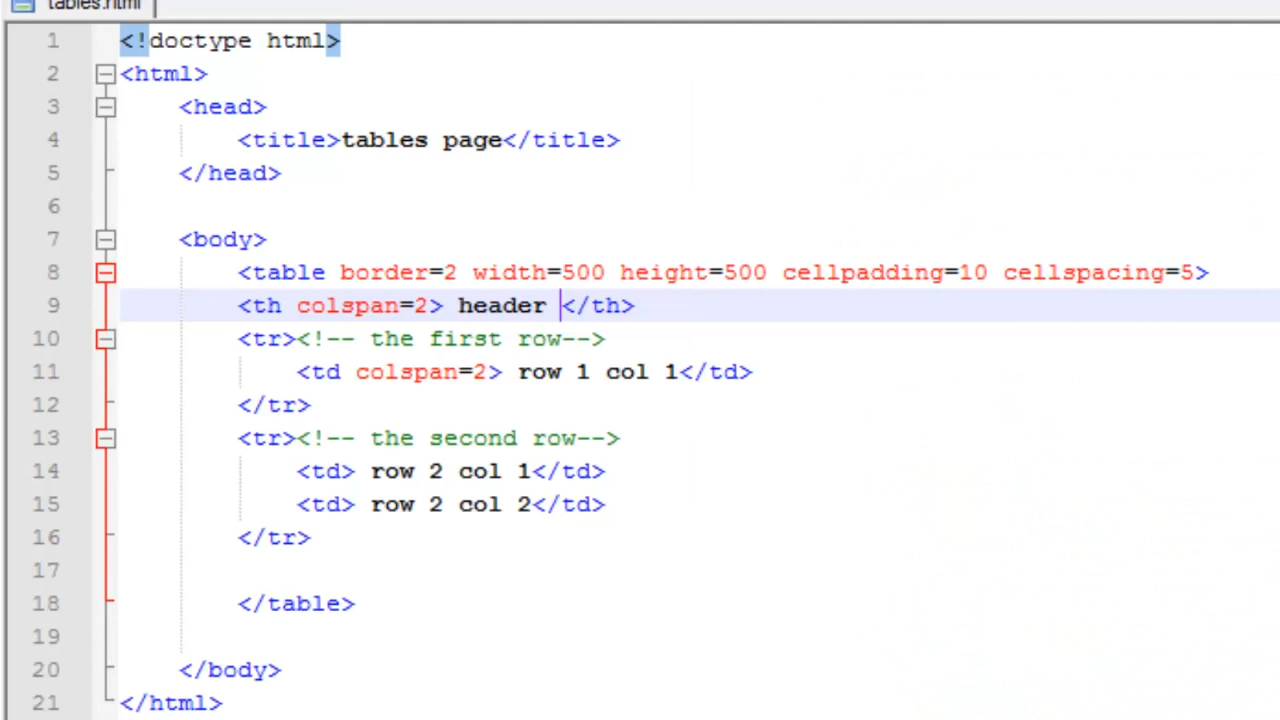 tables.html
1 <!doctype html>
2 <html>
3 <head>
4 <title>tables page</title>
5 </head>
6
7 <body>
8 <table border=2 width=500 height=500 cellpadding=10 cellspacing=5>
9 <th colspan=2> header </th>
10 <tr><!-- the first row-->
11 <td colspan=2> row 1 col 1</td>
12 </tr>
13 <tr><!-- the second row-->
14 <td> row 2 col 1</td>
15 <td> row 2 col 2</td>
16 </tr>
17
18 </table>
19
20 </body>
21 </html>